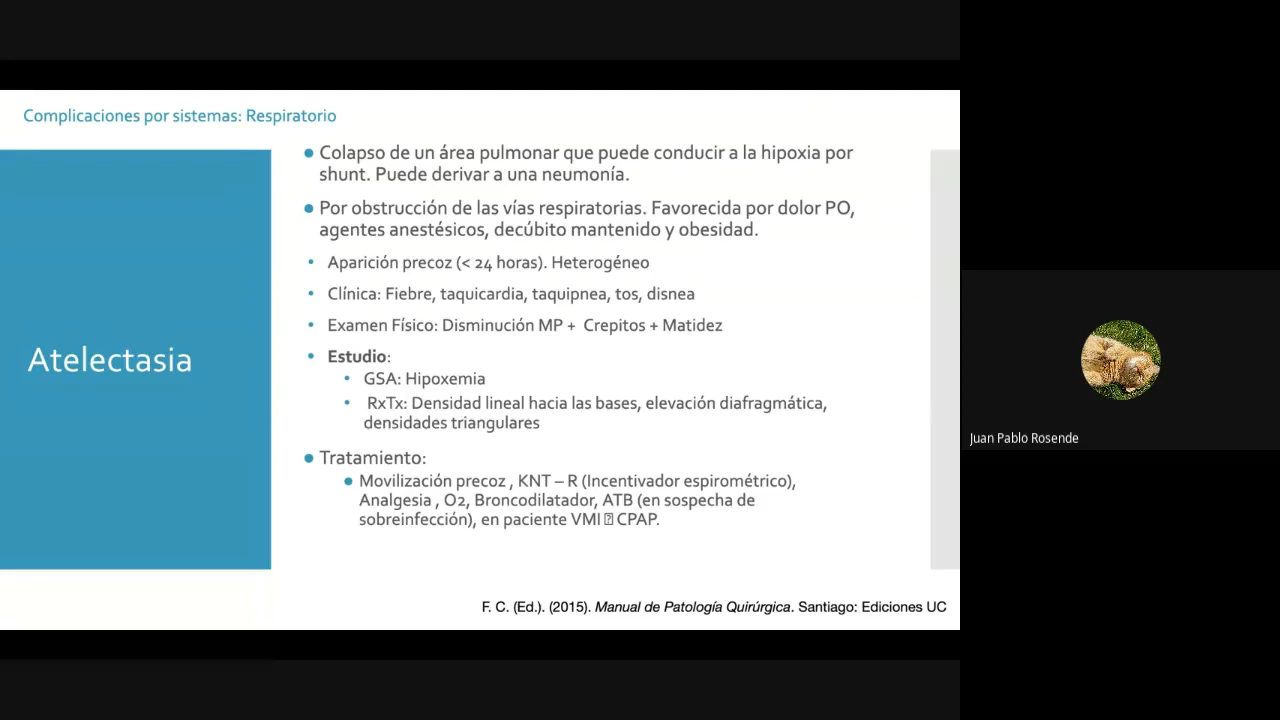 Complicaciones por sistemas: Respiratorio
Atelectasia
Colapso de un área pulmonar que puede conducir a la hipoxia por
shunt. Puede derivar a una neumonía.
Por obstrucción de las vías respiratorias. Favorecida por dolor PO,
agentes anestésicos, decúbito mantenido y obesidad.
Aparición precoz (< 24 horas). Heterogéneo
Clínica: Fiebre, taquicardia, taquipnea, tos, disnea
Examen Físico: Disminución MP + Crepitos + Matidez
Estudio:
GSA: Hipoxemia
RxTx: Densidad lineal hacia las bases, elevación diafragmática,
densidades triangulares
Tratamiento:
Movilización precoz , KNT – R (Incentivador espirométrico),
Analgesia , O2, Broncodilatador, ATB (en sospecha de
sobreinfección), en paciente VMI CPAP.
F. C. (Ed.). (2015). Manual de Patología Quirúrgica. Santiago: Ediciones UC
Juan Pablo Rosende